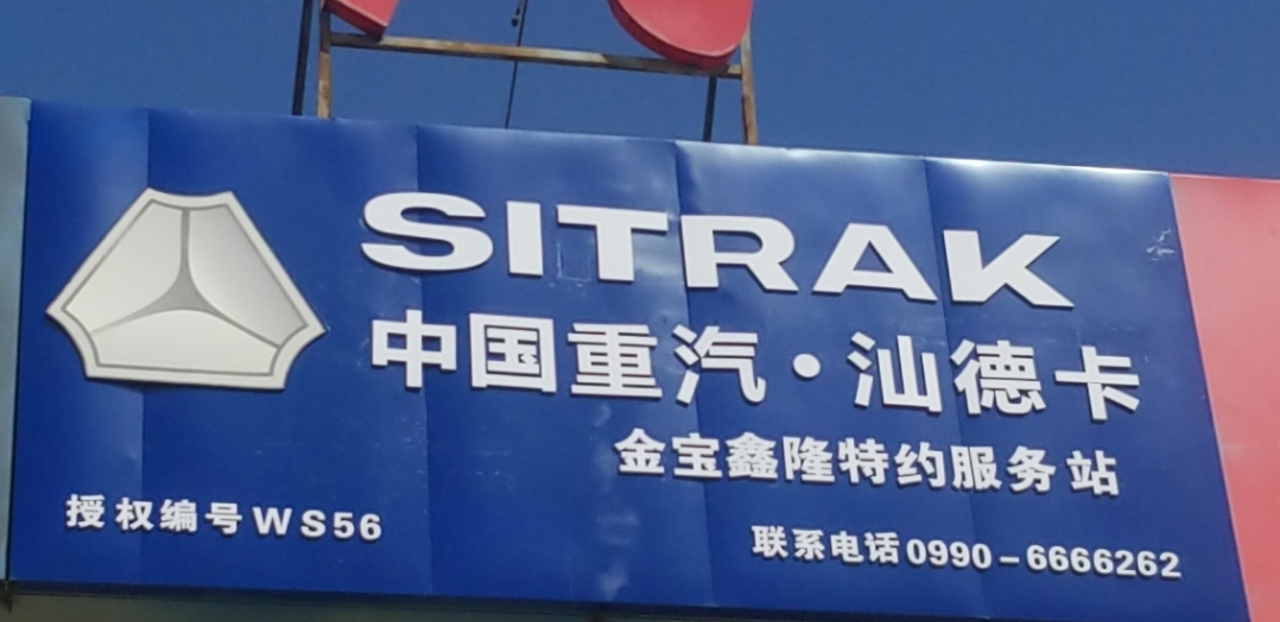 SITRAK
中国重汽·汕德卡
金宝鑫隆特约服务站
授权编号WS56
联系电话0990-6666262